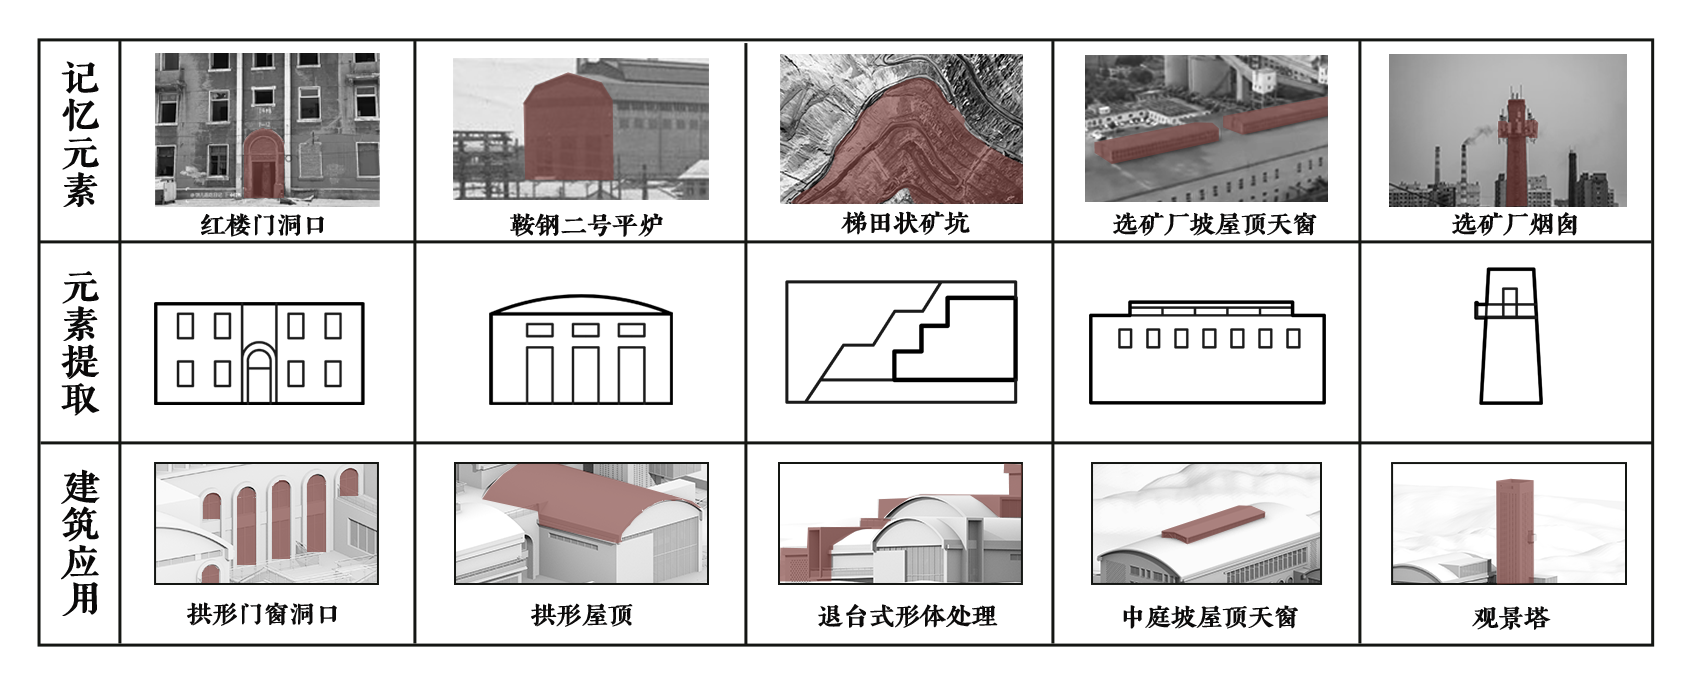 记忆元素
红楼门洞口
鞍钢二号平炉
梯田状矿坑
选矿厂坡屋顶天窗
选矿厂烟囱
元素提取
建筑应用
拱形门窗洞口
拱形屋顶
退台式形体处理
中庭坡屋顶天窗
观景塔